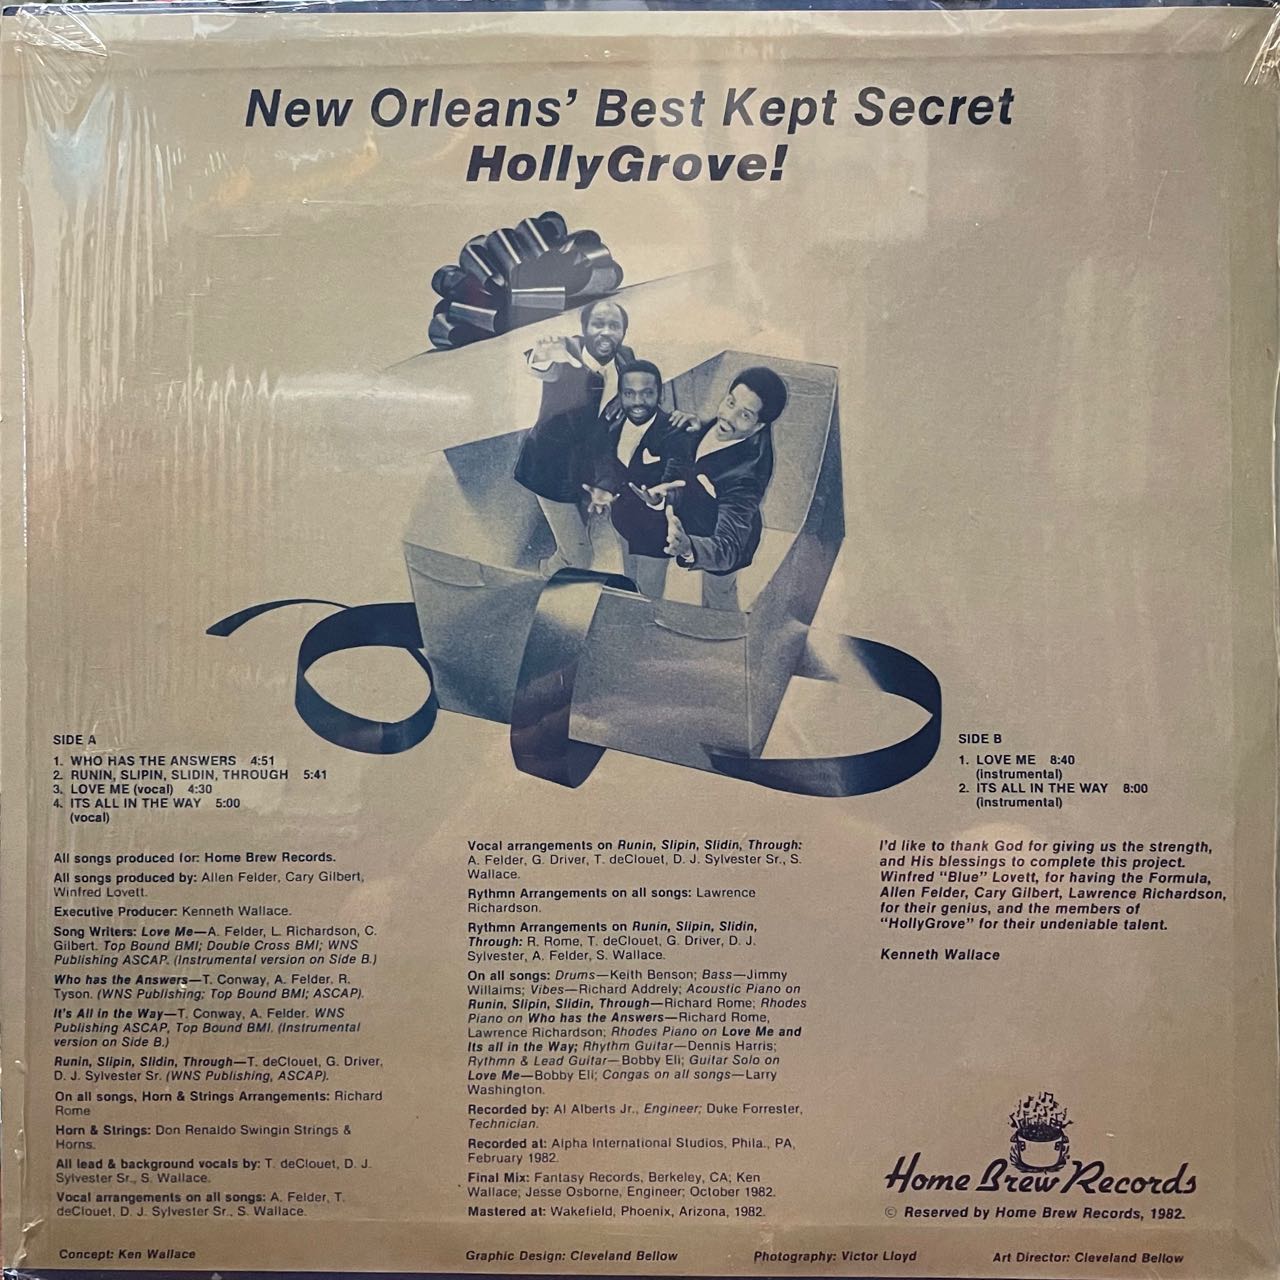 New Orleans’ Best Kept Secret
HollyGrove!
SIDE A
1. WHO HAS THE ANSWERS 4:51
2. RUNIN, SLIPIN, SLIDIN, THROUGH 5:41
3. LOVE ME (vocal) 4:30
4. ITS ALL IN THE WAY 5:00
(vocal)
SIDE B
1. LOVE ME 8:40
(instrumental)
2. ITS ALL IN THE WAY 8:00
(instrumental)
All songs produced for: Home Brew Records.
All songs produced by: Allen Felder, Cary Gilbert,
Winfred Lovett.
Executive Producer: Kenneth Wallace.
Song Writers: Love Me—A. Felder, L. Richardson, C.
Gilbert. Top Bound BMI; Double Cross BMI; WNS
Publishing ASCAP. (Instrumental version on Side B.)
Who has the Answers—T. Conway, A. Felder, R.
Tyson. (WNS Publishing; Top Bound BMI; ASCAP).
It's All in the Way—T. Conway, A. Felder. WNS
Publishing ASCAP, Top Bound BMI. (Instrumental
version on Side B.)
Runin, Slipin, Slidin, Through—T. deClouet, G. Driver,
D. J. Sylvester Sr. (WNS Publishing, ASCAP).
On all songs, Horn & Strings Arrangements: Richard
Rome
Horn & Strings: Don Renaldo Swingin Strings &
Horns.
All lead & background vocals by: T. deClouet, D. J.
Sylvester Sr., S. Wallace.
Vocal arrangements on all songs: A. Felder, T.
deClouet, D. J. Sylvester Sr., S. Wallace.
Vocal arrangements on Runin, Slipin, Slidin, Through:
A. Felder, G. Driver, T. deClouet, D. J. Sylvester Sr., S.
Wallace.
Rythmn Arrangements on all songs: Lawrence
Richardson.
Rythmn Arrangements on Runin, Slipin, Slidin,
Through: R. Rome, T. deClouet, G. Driver, D. J.
Sylvester, A. Felder, S. Wallace.
On all songs: Drums—Keith Benson; Bass—Jimmy
Willaims; Vibes—Richard Addrely; Acoustic Piano on
Runin, Slipin, Slidin, Through—Richard Rome; Rhodes
Piano on Who has the Answers—Richard Rome,
Lawrence Richardson; Rhodes Piano on Love Me and
Its all in the Way; Rhythm Guitar—Dennis Harris;
Rythmn & Lead Guitar—Bobby Eli; Guitar Solo on
Love Me—Bobby Eli; Congas on all songs—Larry
Washington.
Recorded by: Al Alberts Jr., Engineer; Duke Forrester,
Technician.
Recorded at: Alpha International Studios, Phila., PA,
February 1982.
Final Mix: Fantasy Records, Berkeley, CA; Ken
Wallace; Jesse Osborne, Engineer; October 1982.
Mastered at: Wakefield, Phoenix, Arizona, 1982.
I’d like to thank God for giving us the strength,
and His blessings to complete this project.
Winfred “Blue” Lovett, for having the Formula,
Allen Felder, Cary Gilbert, Lawrence Richardson,
for their genius, and the members of
“HollyGrove” for their undeniable talent.
Kenneth Wallace
Home Brew Records
© Reserved by Home Brew Records, 1982.
Concept: Ken Wallace
Graphic Design: Cleveland Bellow
Photography: Victor Lloyd
Art Director: Cleveland Bellow